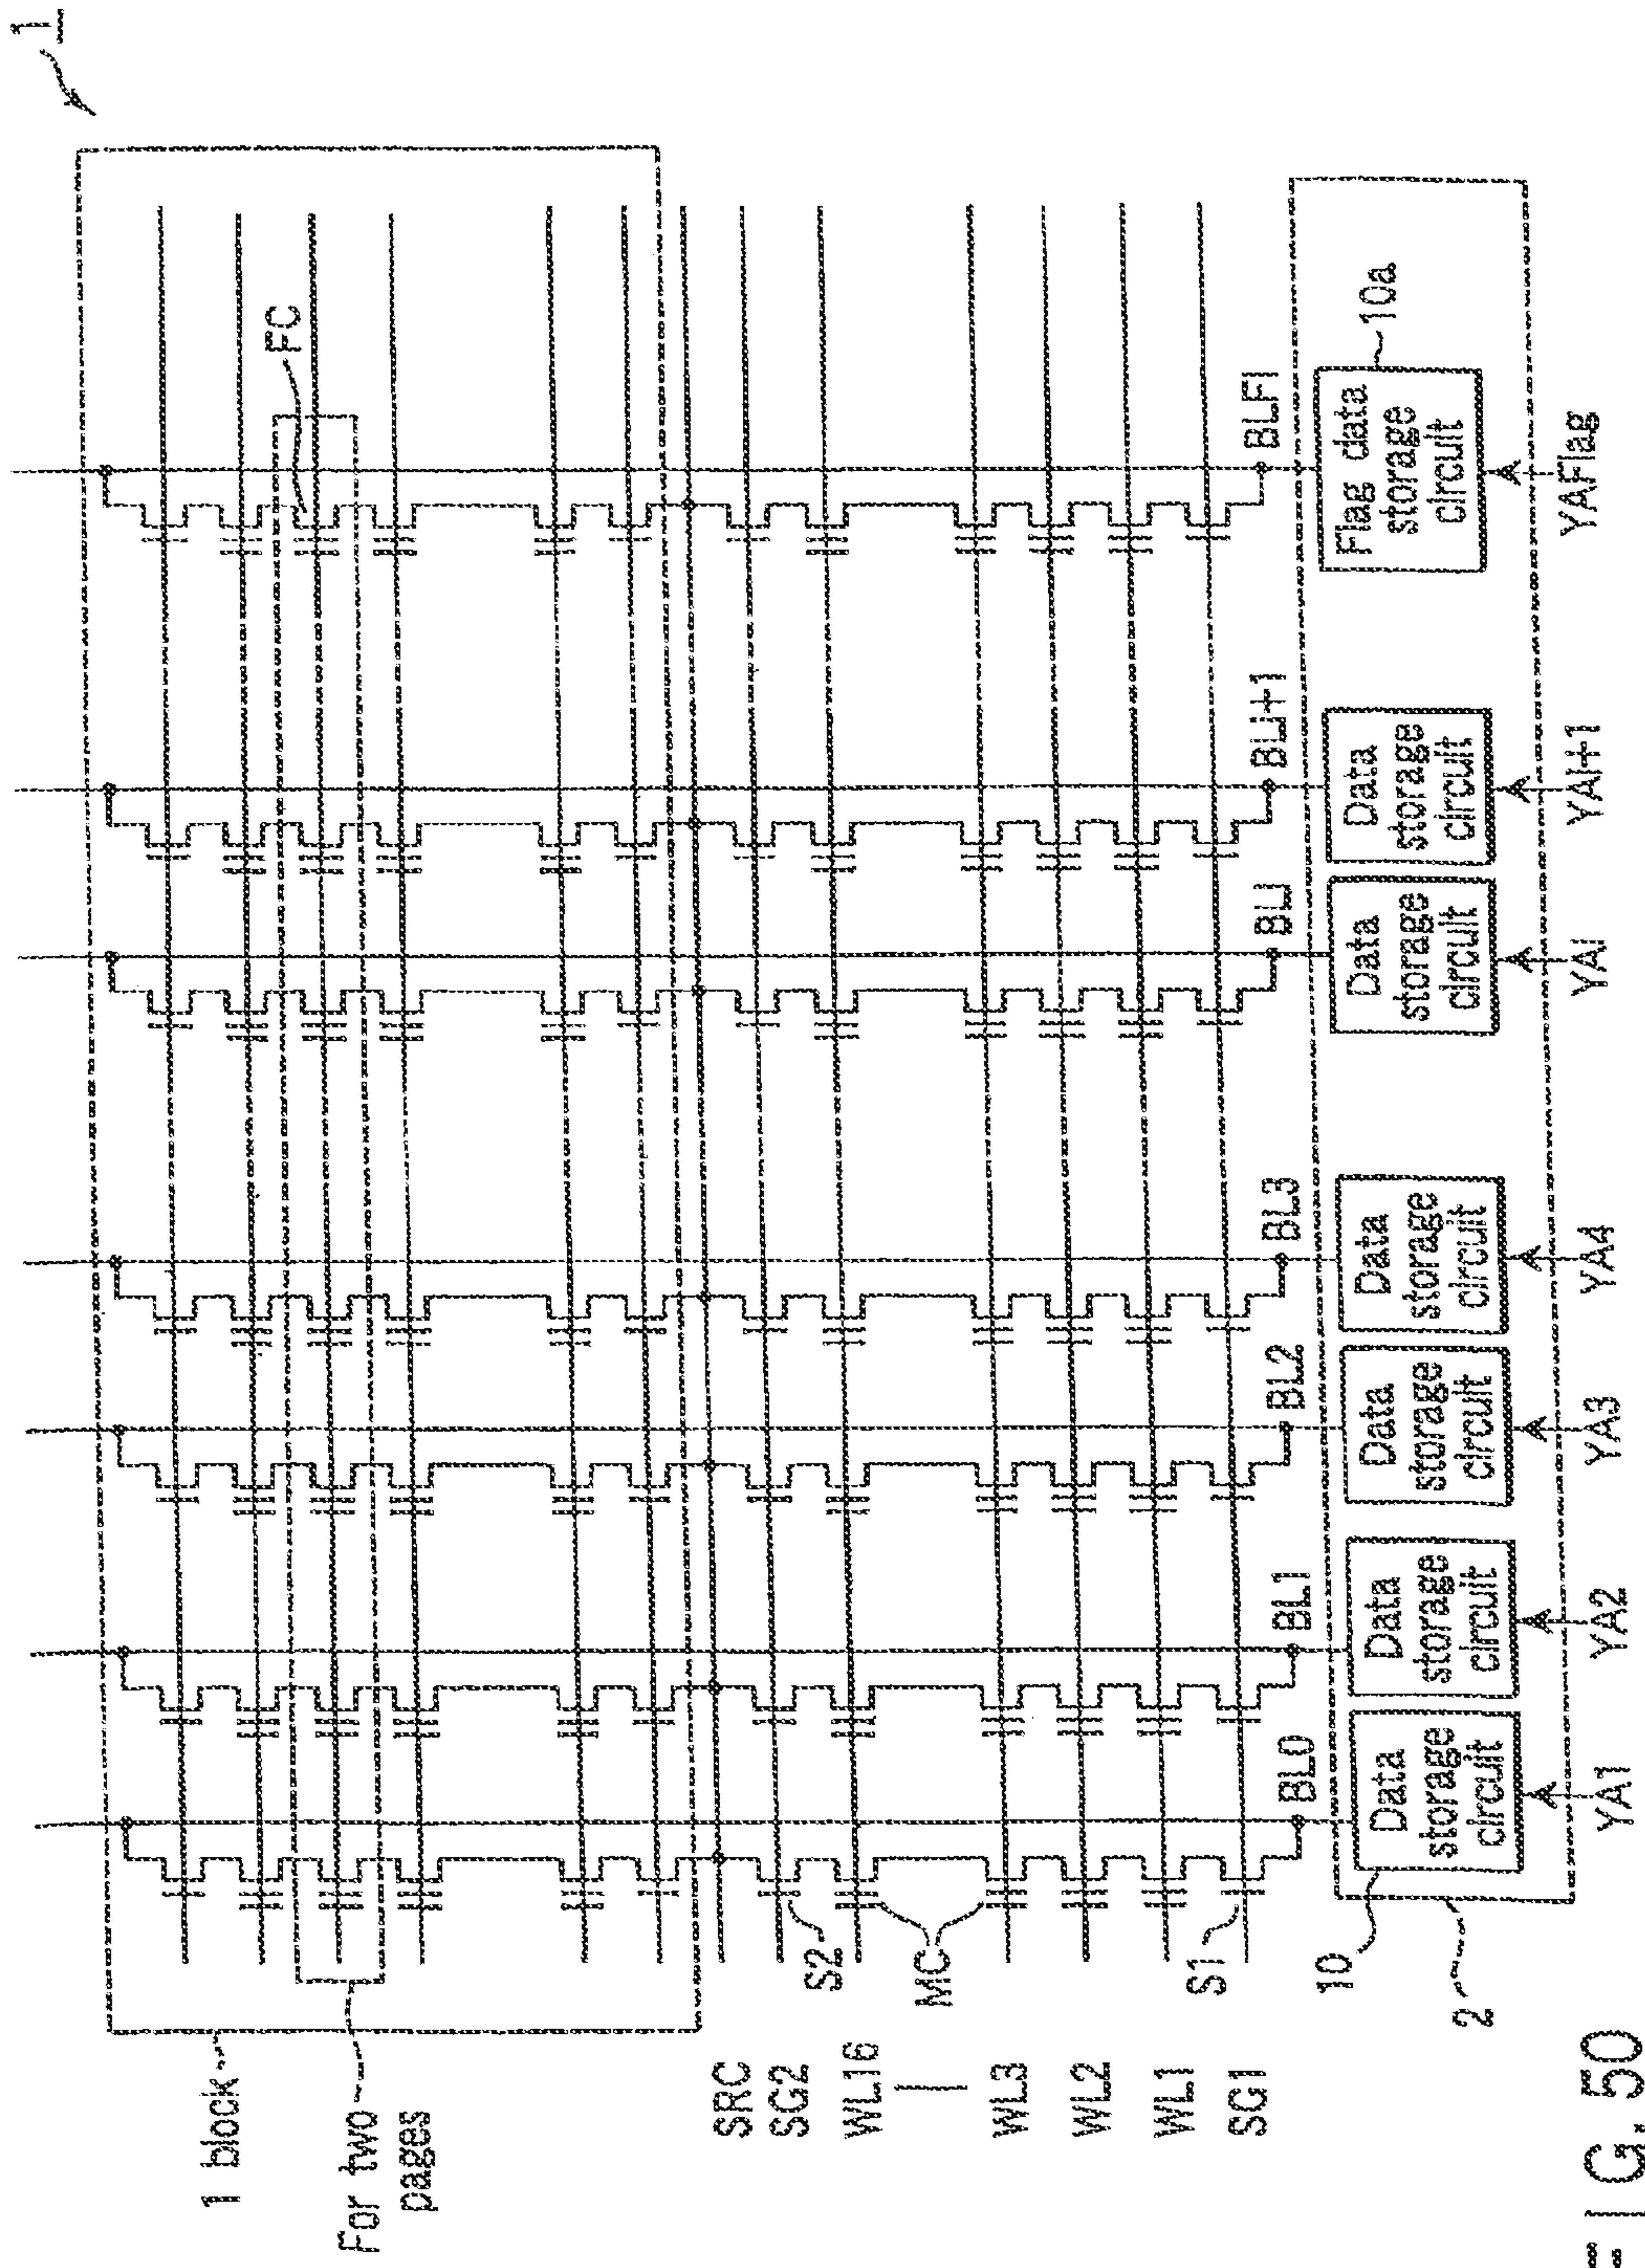 1
1 block
For two
pages
FC
SRC
SG2
WL16
WL3
WL2
WL1
SG1
S2
MC
S1
BL0
BL1
BL2
BL3
BLi
BLi+1
BLFl
10
2
Data
storage
circuit
Data
storage
circuit
Data
storage
circuit
Data
storage
circuit
Data
storage
circuit
Data
storage
circuit
Flag data
storage
circuit
10a
YA1
YA2
YA3
YA4
YAi
YAi+1
YAFlag
FIG. 50